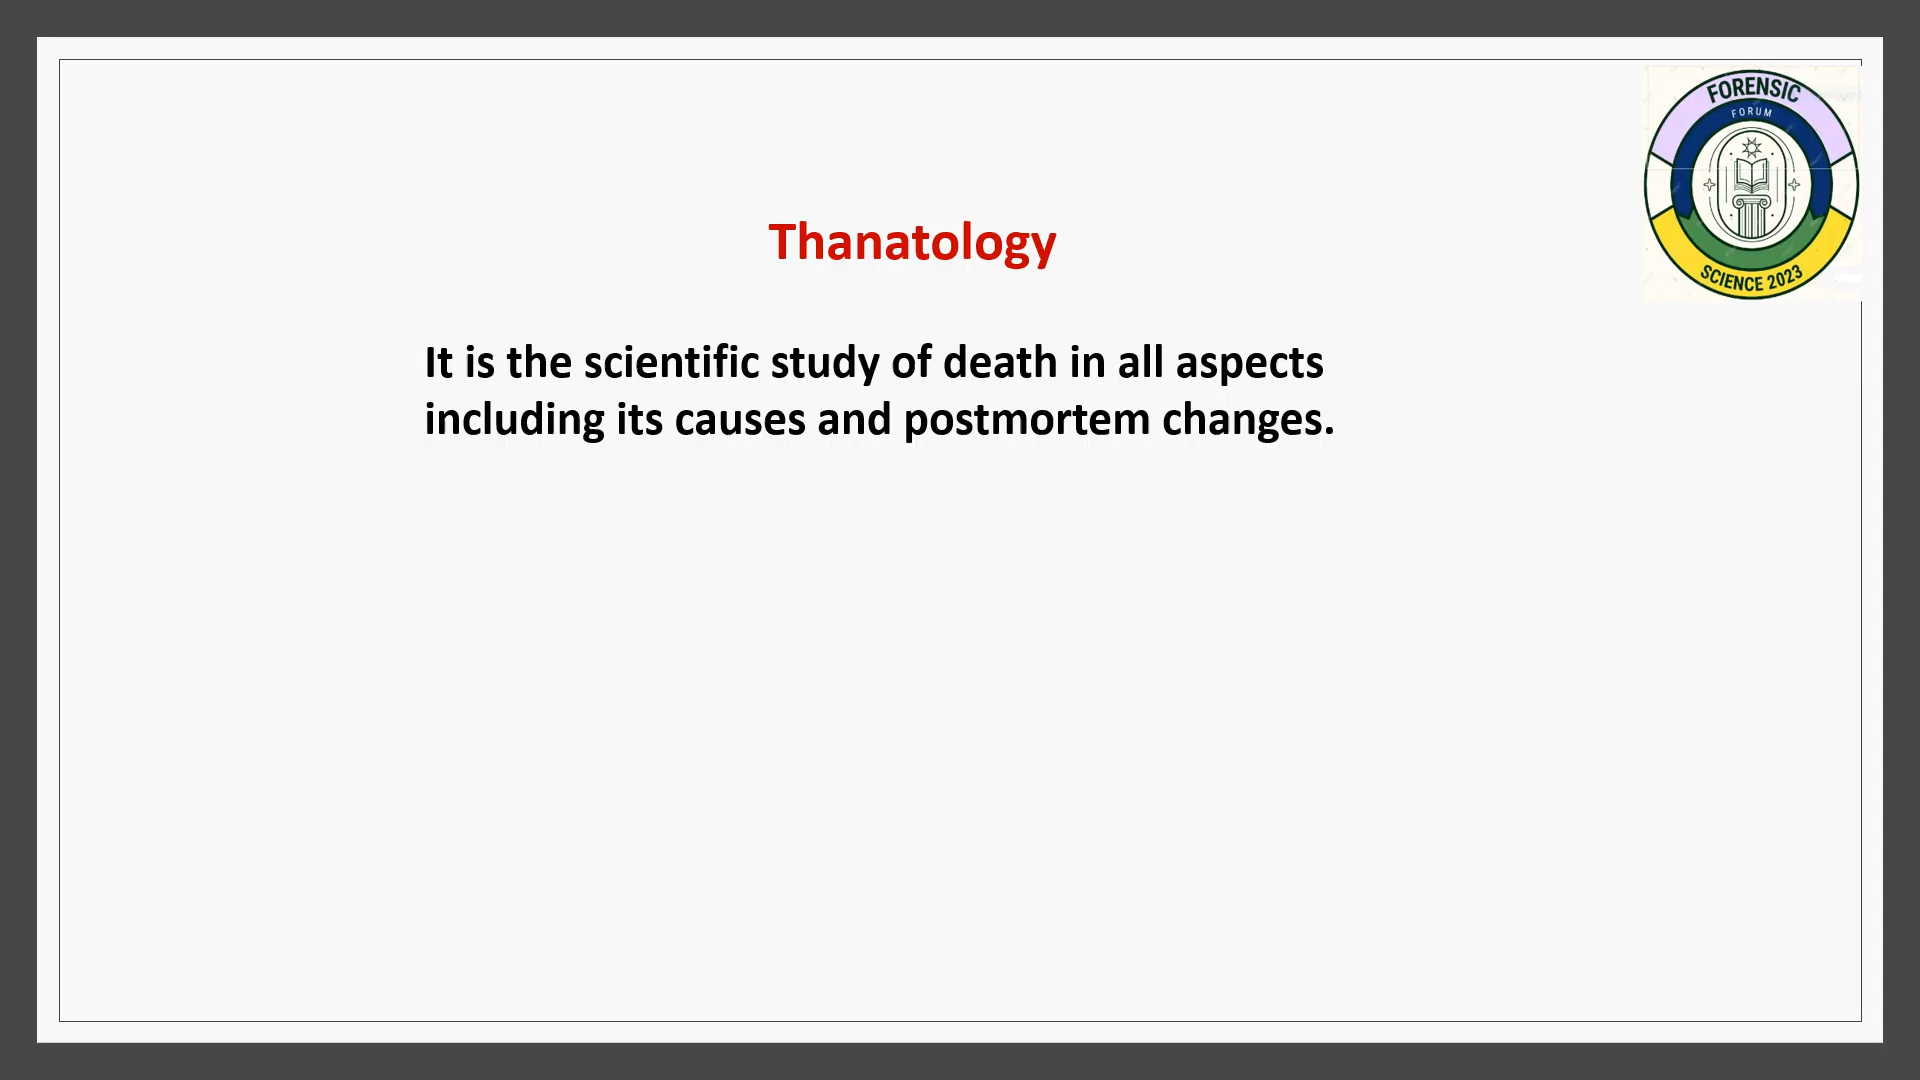 FORENSIC
FORUM
SCIENCE 2023
Thanatology
It is the scientific study of death in all aspects
including its causes and postmortem changes.